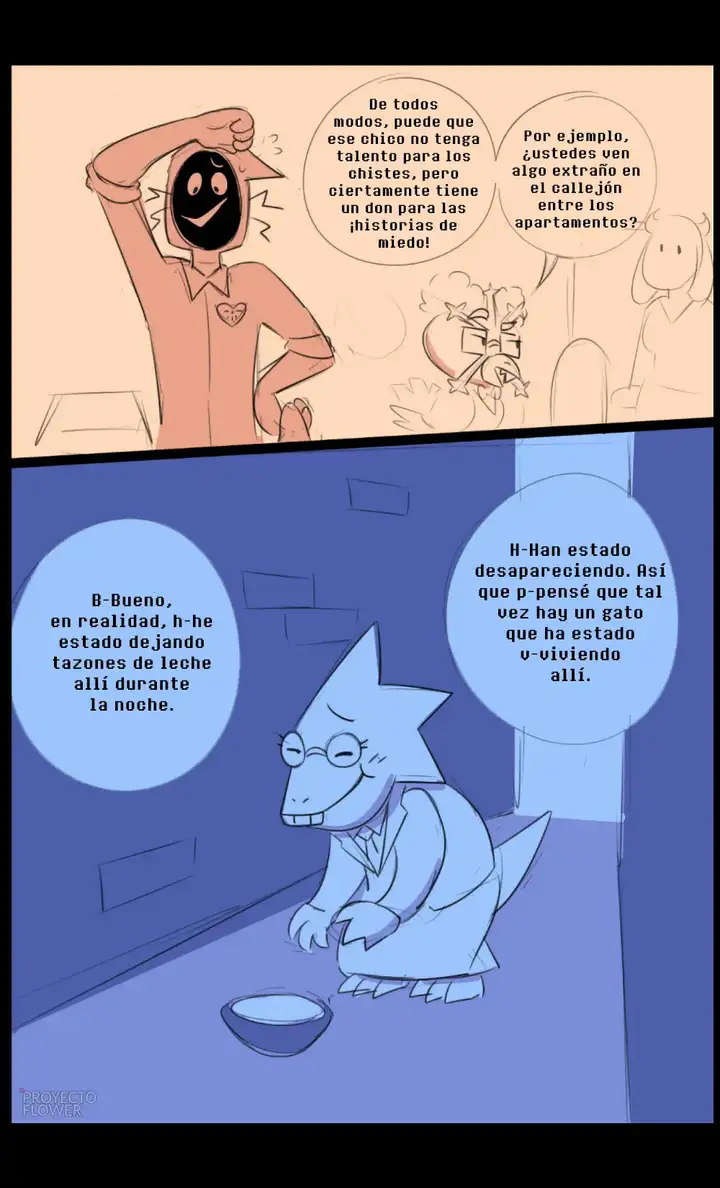 De todos
modos, puede que
ese chico no tenga
talento para los
chistes, pero
ciertamente tiene
un don para las
¡historias de
miedo!
Por ejemplo,
¿ustedes ven
algo extraño en
el callejón
entre los
apartamentos?
B-Bueno,
en realidad, h-he
estado dejando
tazones de leche
allí durante
la noche.
H-Han estado
desapareciendo. Así
que p-pensé que tal
vez hay un gato
que ha estado
v-viviendo
allí.
PROYECTO
FLOWER